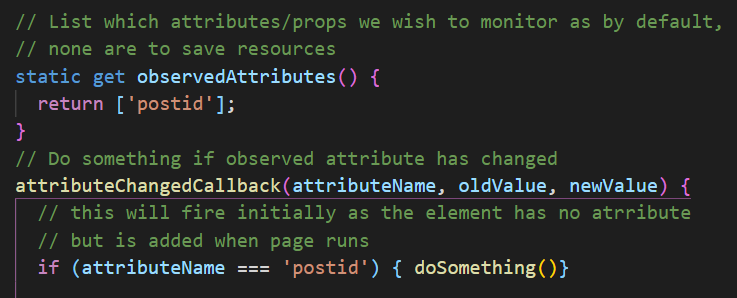 // List which attributes/props we wish to monitor as by default,
// none are to save resources
static get observedAttributes() {
return ['postid'];
}
// Do something if observed attribute has changed
attributeChangedCallback(attributeName, oldValue, newValue) {
// this will fire initially as the element has no atrribute
// but is added when page runs
if (attributeName === 'postid') { doSomething()}